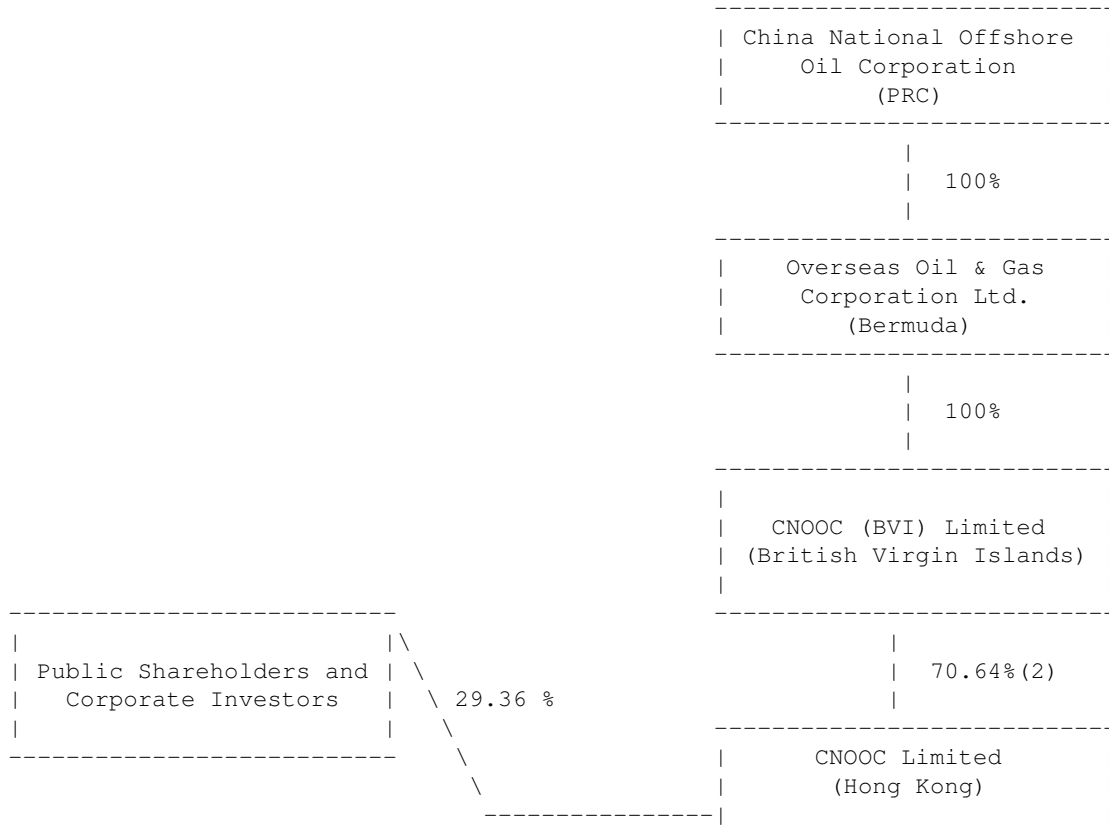 China National Offshore
Oil Corporation
(PRC)
100%
Overseas Oil & Gas
Corporation Ltd.
(Bermuda)
100%
CNOOC (BVI) Limited
(British Virgin Islands)
70.64%(2)
Public Shareholders and
Corporate Investors
29.36 %
CNOOC Limited
(Hong Kong)